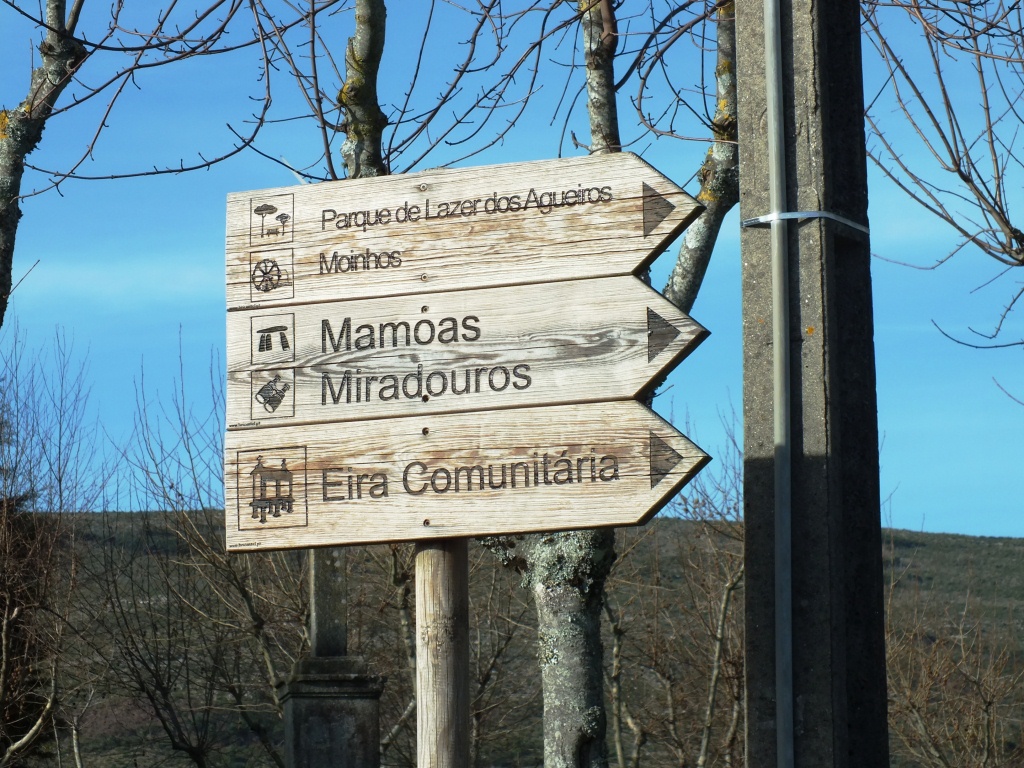 Parque de Lazer dos Agueiros
Moinhos
Mamoas
Miradouros
Eira Comunitária